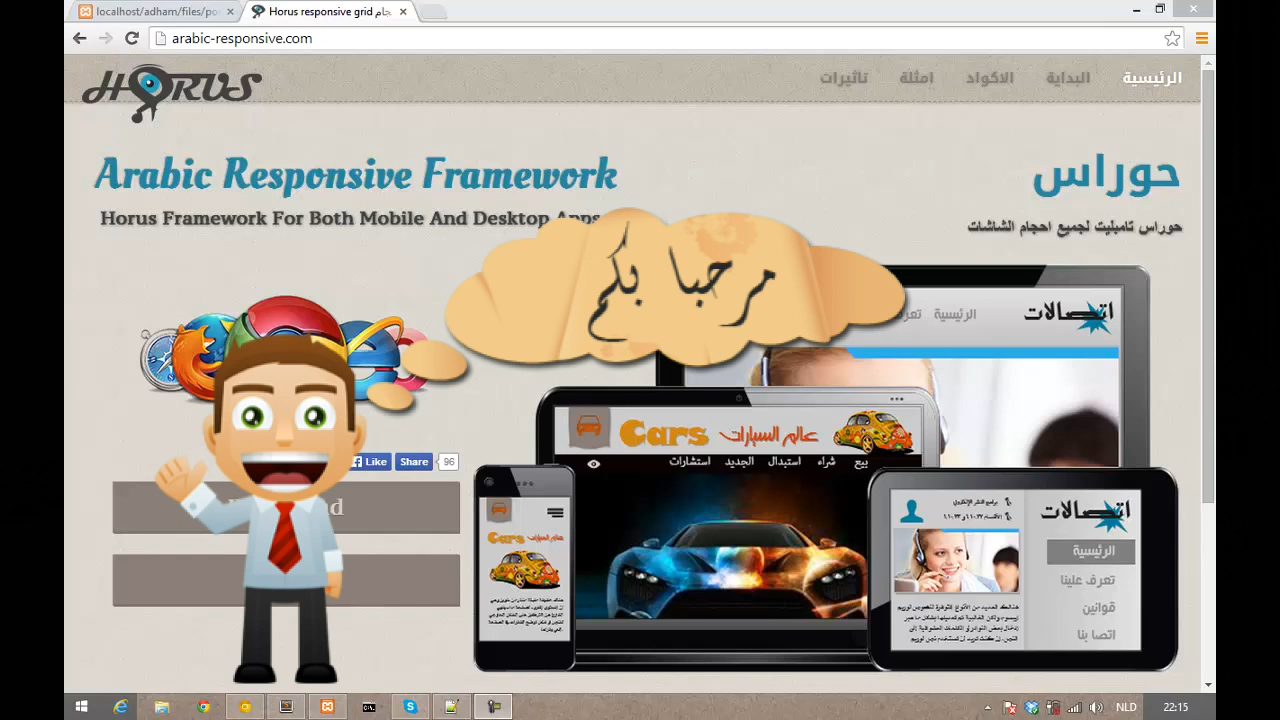 localhost/adham/files/po
Horus responsive grid
arabic-responsive.com
HORUS
الرئيسية
البداية
الاكواد
امثلة
تاثيرات
Arabic Responsive Framework
حوراس
Horus Framework For Both Mobile And Desktop Apps
حوراس تامبليت لجميع احجام الشاشات
مرحبا بكم
اتصالات
الرئيسية
Cars عالم السيارات
بيع شراء استبدال الجديد استشارات
Like
Share
96
Cars عالم السيارات
اتصالات
الرئيسية
تعرف علينا
قوانين
اتصا بنا
NLD
22:15